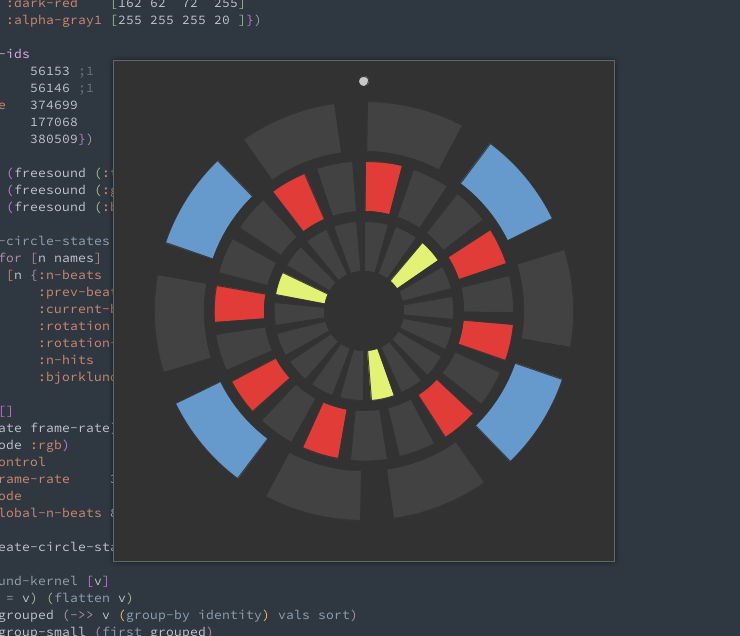 :dark-red [162 62 72 255]
:alpha-gray1 [255 255 255 20 ]})
-ids
56153 ;1
56146 ;1
e 374699
177068
380509})
(freesound (:
(freesound (:
(freesound (:
-circle-states
for [n names]
[n {:n-beats
:prev-bea
:current-
:rotation
:rotation-
:n-hits
:bjorklun
[]
ate frame-rate
ode :rgb)
ontrol
rame-rate
ode
lobal-n-beats
eate-circle-sta
und-kernel [v]
= v) (flatten v)
grouped (->> v (group-by identity) vals sort)
group-small (first grouped)